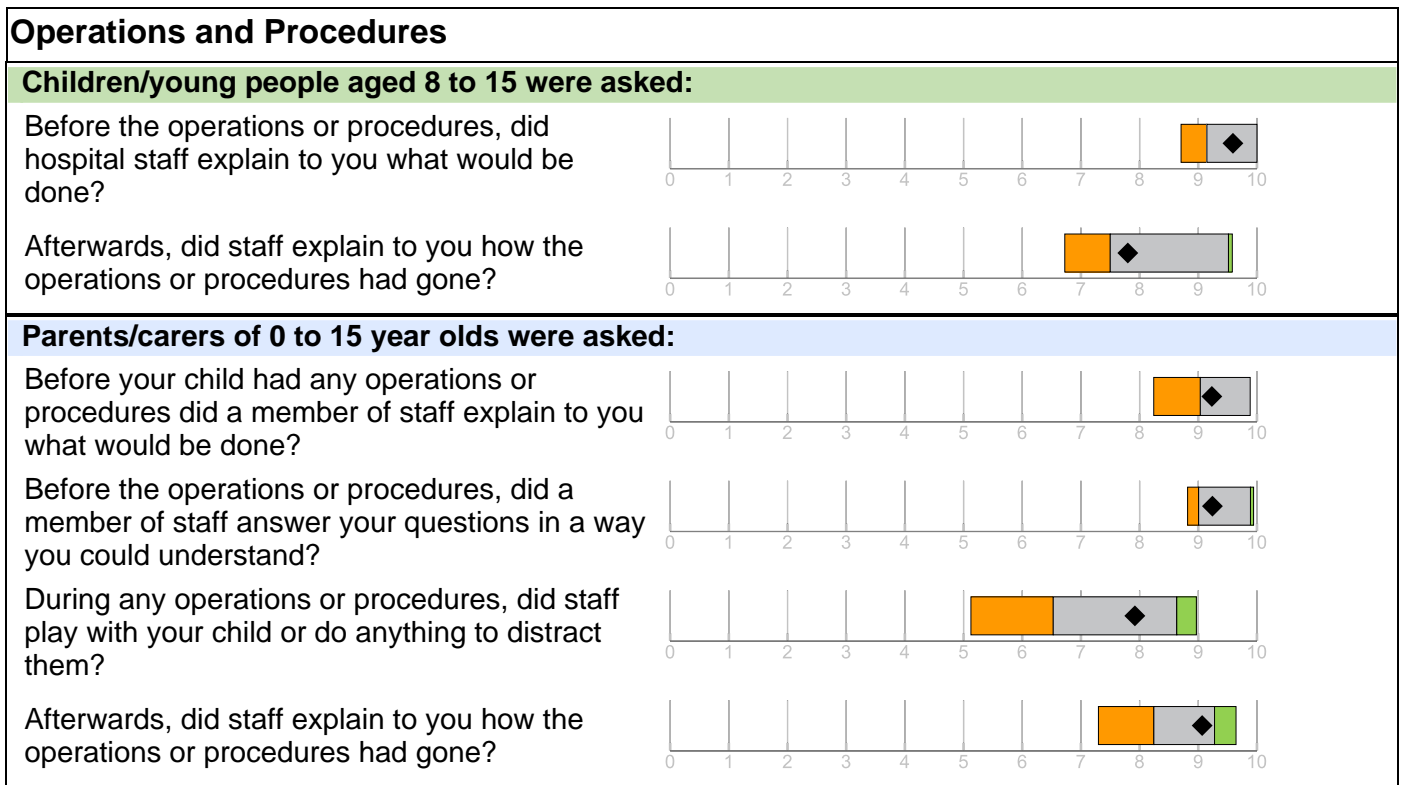 Operations and Procedures
Children/young people aged 8 to 15 were asked:
Before the operations or procedures, did
hospital staff explain to you what would be
done?
0 1 2 3 4 5 6 7 8 9 10
Afterwards, did staff explain to you how the
operations or procedures had gone?
0 1 2 3 4 5 6 7 8 9 10
Parents/carers of 0 to 15 year olds were asked:
Before your child had any operations or
procedures did a member of staff explain to you
what would be done?
0 1 2 3 4 5 6 7 8 9 10
Before the operations or procedures, did a
member of staff answer your questions in a way
you could understand?
0 1 2 3 4 5 6 7 8 9 10
During any operations or procedures, did staff
play with your child or do anything to distract
them?
0 1 2 3 4 5 6 7 8 9 10
Afterwards, did staff explain to you how the
operations or procedures had gone?
0 1 2 3 4 5 6 7 8 9 10